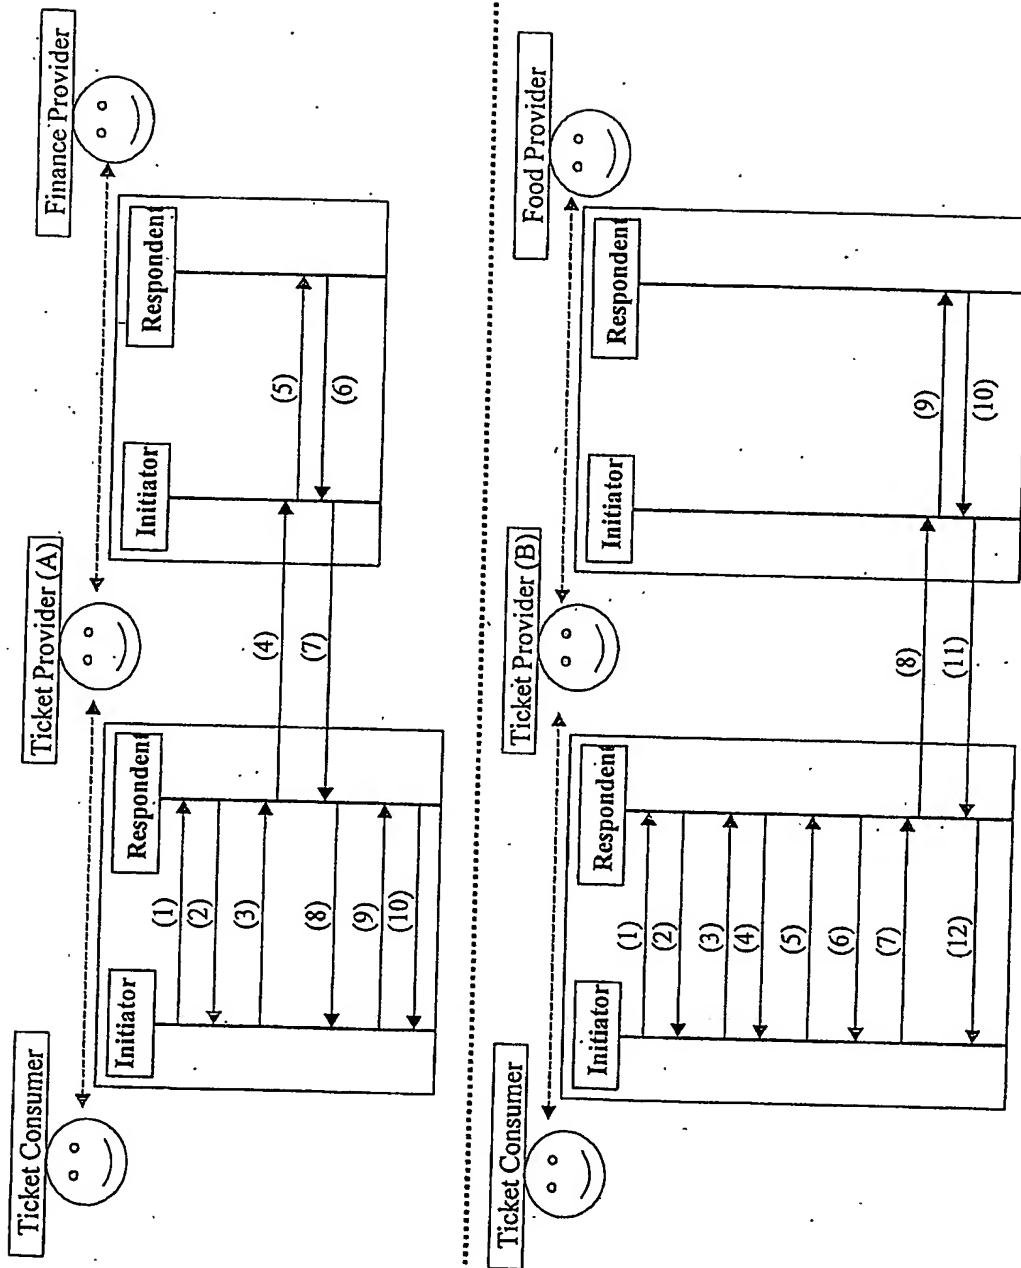 Ticket Consumer
Ticket Provider (A)
Finance Provider
Initiator
Respondent
Initiator
Respondent
(1)
(2)
(3)
(4)
(5)
(6)
(7)
(8)
(9)
(10)
Ticket Consumer
Ticket Provider (B)
Food Provider
Initiator
Respondent
Initiator
Respondent
(1)
(2)
(3)
(4)
(5)
(6)
(7)
(8)
(9)
(10)
(11)
(12)